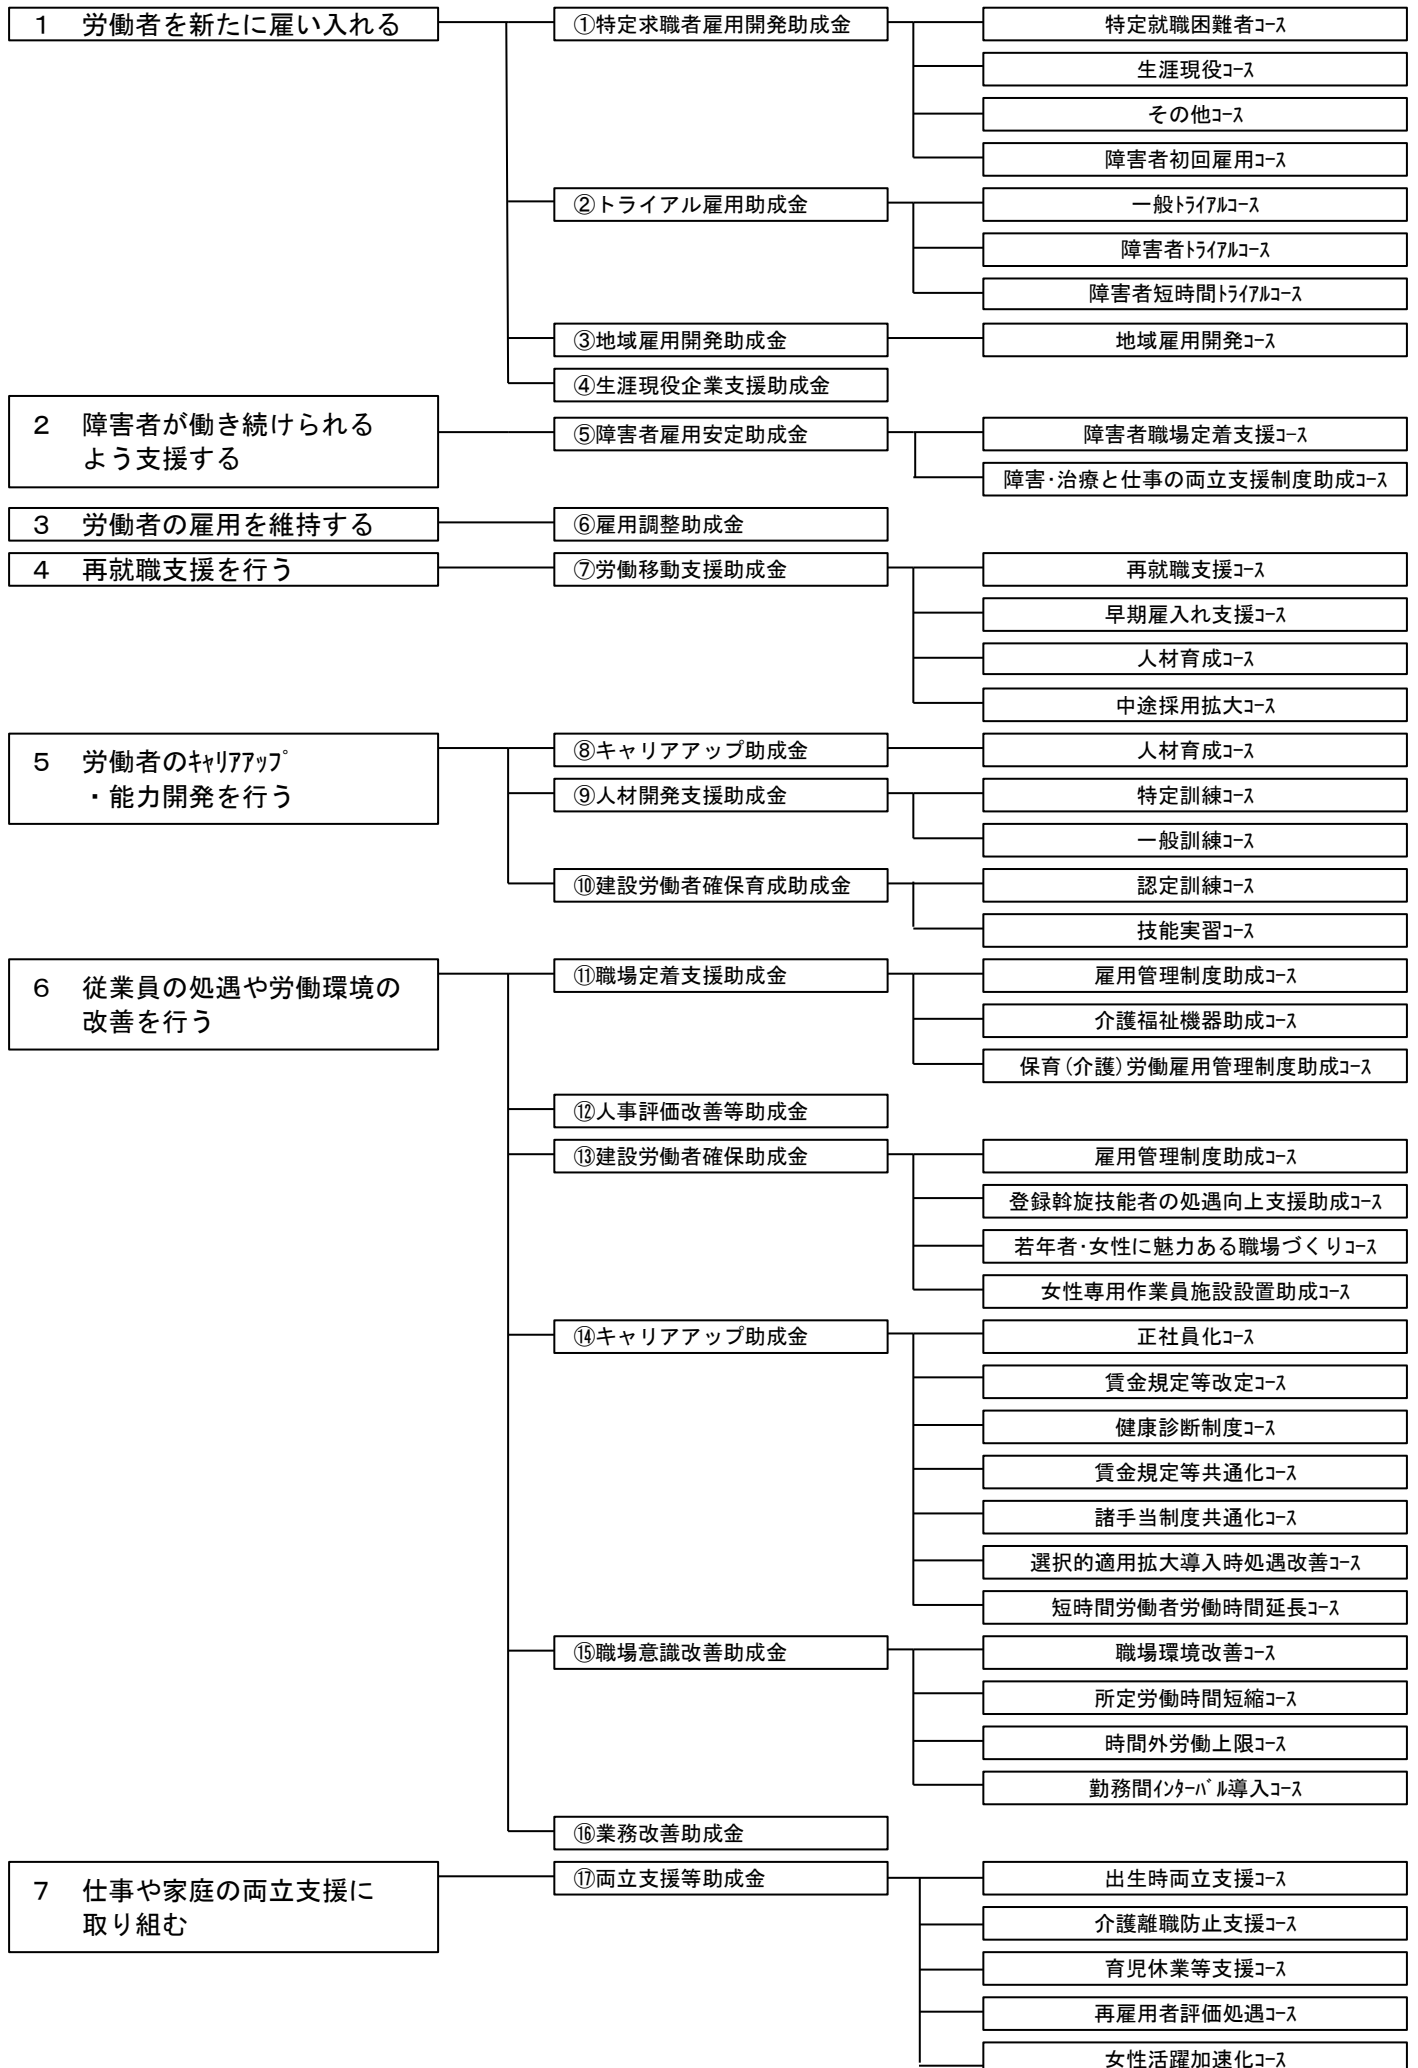 １　労働者を新たに雇い入れる
①特定求職者雇用開発助成金
特定就職困難者ｺｰｽ
生涯現役ｺｰｽ
その他ｺｰｽ
障害者初回雇用ｺｰｽ
②トライアル雇用助成金
一般ﾄﾗｲｱﾙｺｰｽ
障害者ﾄﾗｲｱﾙｺｰｽ
障害者短時間ﾄﾗｲｱﾙｺｰｽ
③地域雇用開発助成金
地域雇用開発ｺｰｽ
④生涯現役企業支援助成金
２　障害者が働き続けられる
よう支援する
⑤障害者雇用安定助成金
障害者職場定着支援ｺｰｽ
障害･治療と仕事の両立支援制度助成ｺｰｽ
３　労働者の雇用を維持する
⑥雇用調整助成金
４　再就職支援を行う
⑦労働移動支援助成金
再就職支援ｺｰｽ
早期雇入れ支援ｺｰｽ
人材育成ｺｰｽ
中途採用拡大ｺｰｽ
５　労働者のｷｬﾘｱｱｯﾌﾟ
・能力開発を行う
⑧キャリアアップ助成金
人材育成ｺｰｽ
⑨人材開発支援助成金
特定訓練ｺｰｽ
一般訓練ｺｰｽ
⑩建設労働者確保育成助成金
認定訓練ｺｰｽ
技能実習ｺｰｽ
６　従業員の処遇や労働環境の
改善を行う
⑪職場定着支援助成金
雇用管理制度助成ｺｰｽ
介護福祉機器助成ｺｰｽ
保育(介護)労働雇用管理制度助成ｺｰｽ
⑫人事評価改善等助成金
⑬建設労働者確保助成金
雇用管理制度助成ｺｰｽ
登録斡旋技能者の処遇向上支援助成ｺｰｽ
若年者･女性に魅力ある職場づくりｺｰｽ
女性専用作業員施設設置助成ｺｰｽ
⑭キャリアアップ助成金
正社員化ｺｰｽ
賃金規定等改定ｺｰｽ
健康診断制度ｺｰｽ
賃金規定等共通化ｺｰｽ
諸手当制度共通化ｺｰｽ
選択的適用拡大導入時処遇改善ｺｰｽ
短時間労働者労働時間延長ｺｰｽ
⑮職場意識改善助成金
職場環境改善ｺｰｽ
所定労働時間短縮ｺｰｽ
時間外労働上限ｺｰｽ
勤務間ｲﾝﾀｰﾊﾞﾙ導入ｺｰｽ
⑯業務改善助成金
７　仕事や家庭の両立支援に
取り組む
⑰両立支援等助成金
出生時両立支援ｺｰｽ
介護離職防止支援ｺｰｽ
育児休業等支援ｺｰｽ
再雇用者評価処遇ｺｰｽ
女性活躍加速化ｺｰｽ